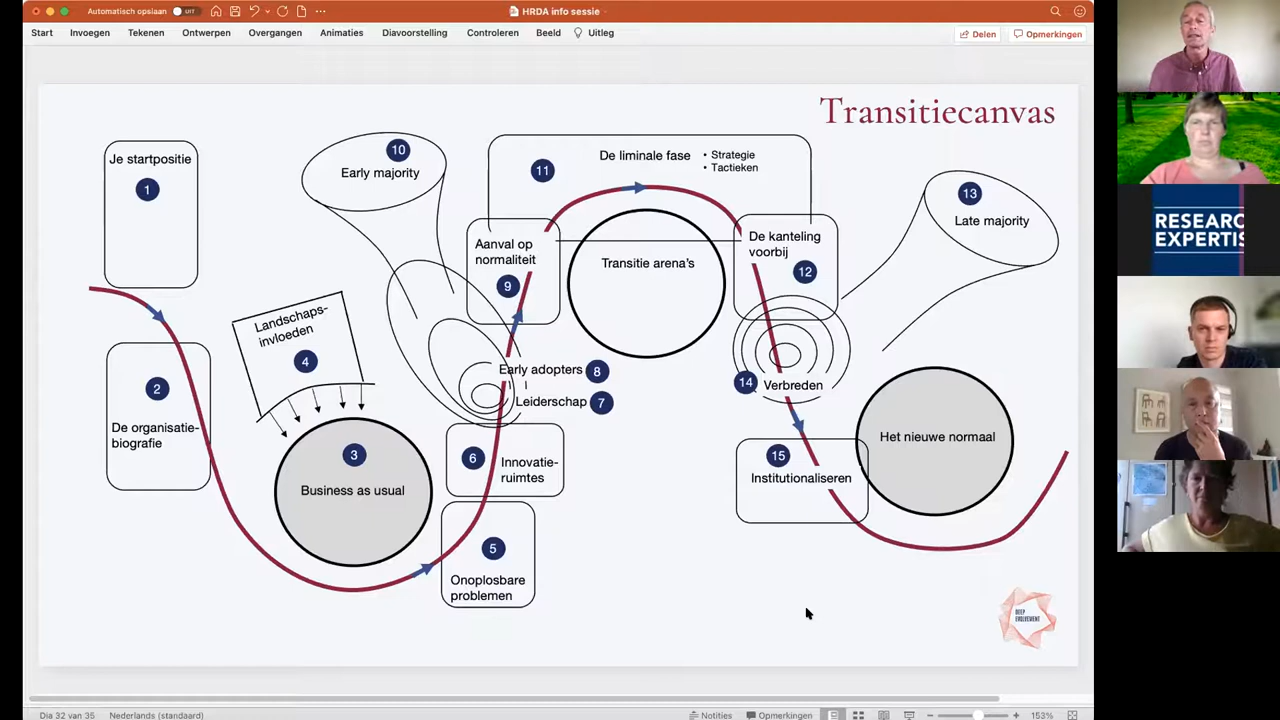 Automatisch opslaan UIT
HRDA info sessie
Start Invoegen Tekenen Ontwerpen Overgangen Animaties Diavoorstelling Controleren Beeld Uitleg
Delen Opmerkingen
Transitiecanvas
Je startpositie
1
2
De organisatie-
biografie
Landschaps-
invloeden
4
3
Business as usual
5
Onoplosbare
problemen
6
Innovatie-
ruimtes
Leiderschap 7
Early adopters 8
Aanval op
normaliteit
9
10
Early majority
11
De liminale fase
• Strategie
• Tactieken
Transitie arena's
De kanteling
voorbij
12
13
Late majority
14
Verbreden
15
Institutionaliseren
Het nieuwe normaal
DEEP
EVOLVEMENT
RESEARC
EXPERTIS
Dia 32 van 35 Nederlands (standaard)
Notities Opmerkingen 153%